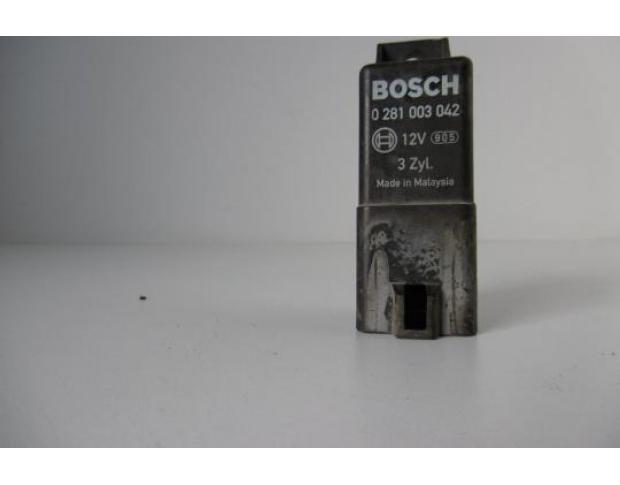 BOSCH
0 281 003 042
12V 905
3 Zyl.
Made in Malaysia